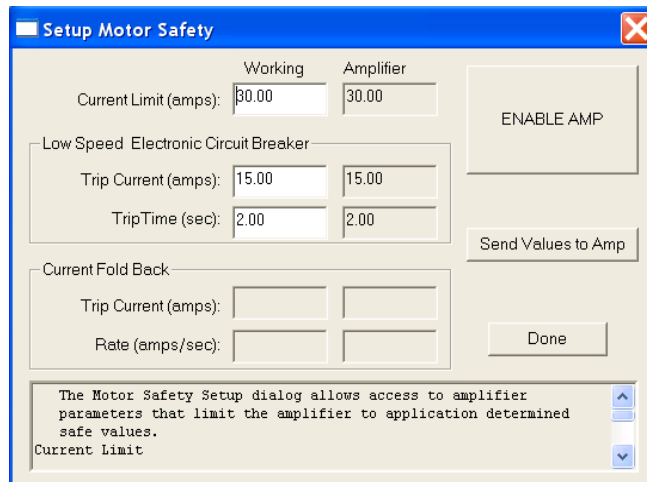 Setup Motor Safety
Working Amplifier
Current Limit (amps): 30.00 30.00
ENABLE AMP
Low Speed Electronic Circuit Breaker
Trip Current (amps): 15.00 15.00
TripTime (sec): 2.00 2.00
Send Values to Amp
Current Fold Back
Trip Current (amps):
Rate (amps/sec):
Done
The Motor Safety Setup dialog allows access to amplifier
parameters that limit the amplifier to application determined
safe values.
Current Limit